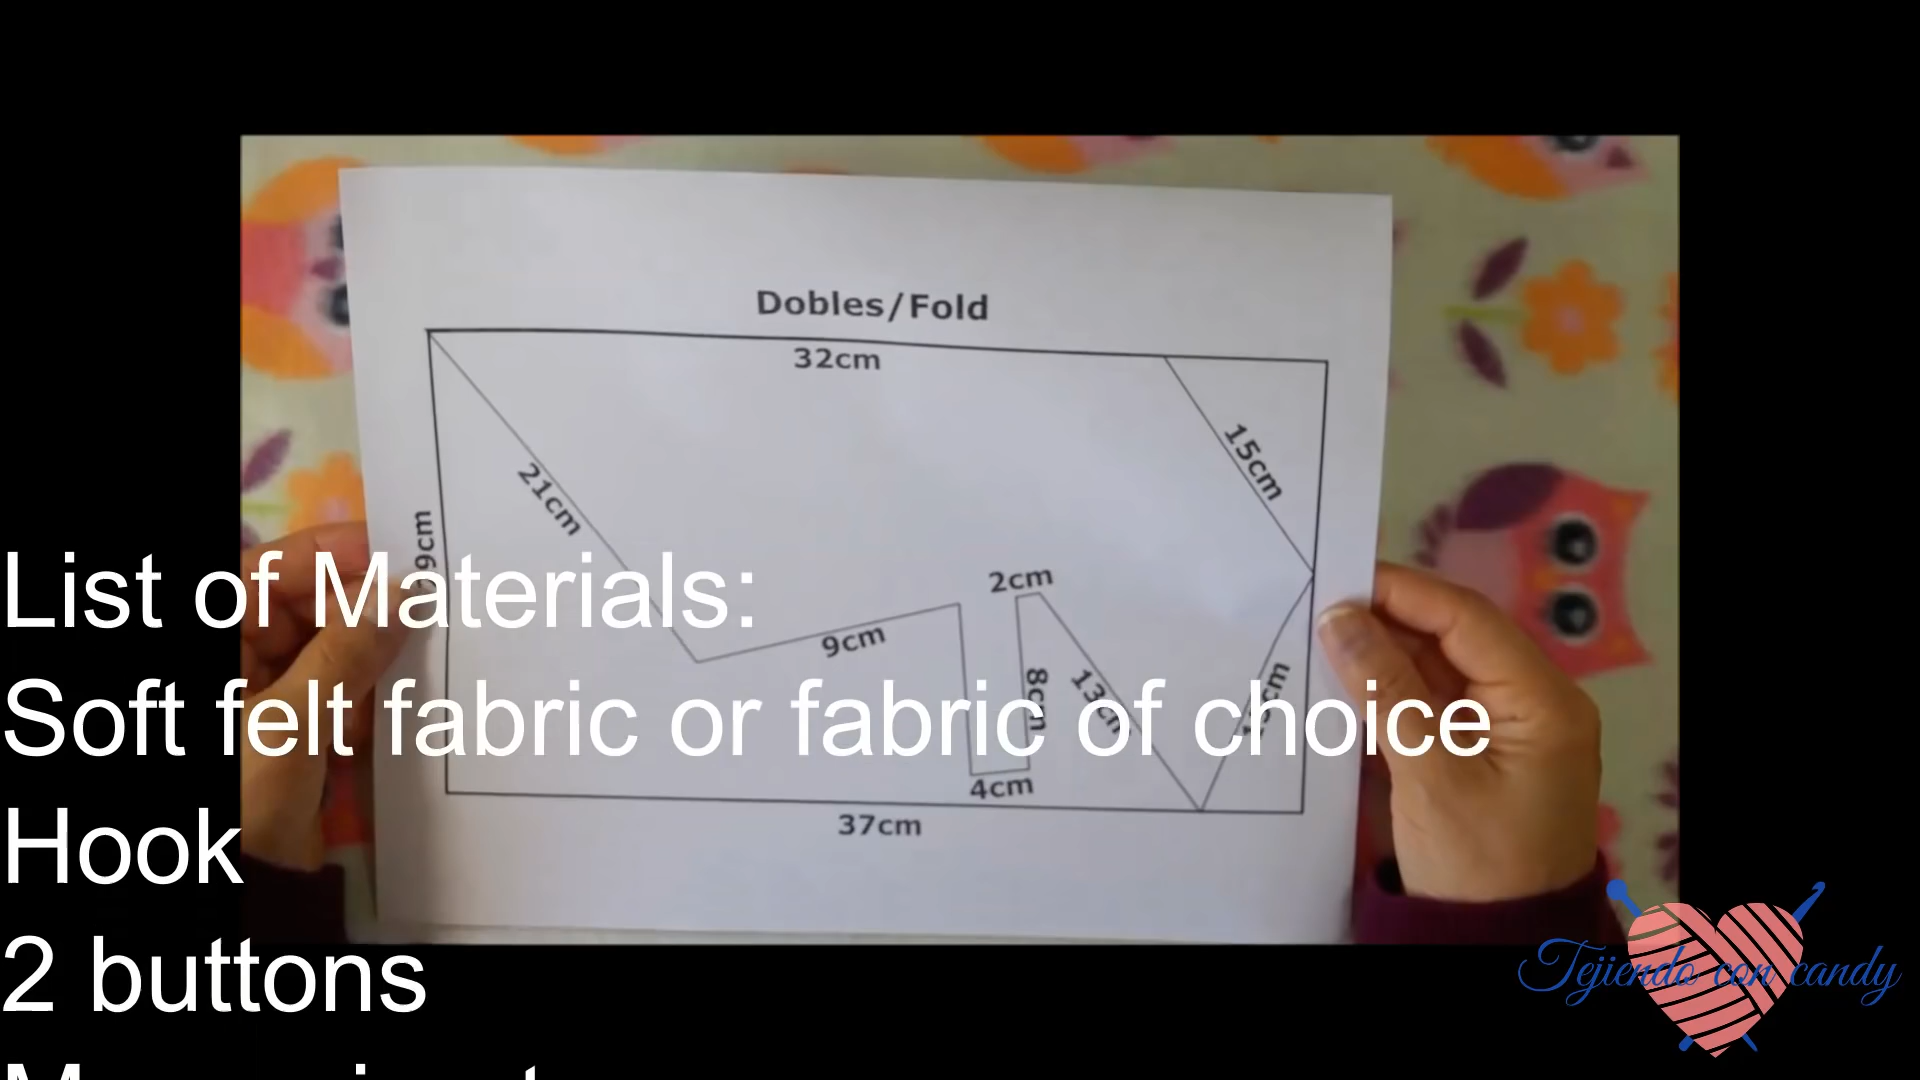 Dobles/Fold
32cm
15cm
21cm
2cm
9cm
8cm
4cm
37cm
List of Materials:
Soft felt fabric or fabric of choice
Hook
2 buttons
Tejiendo con candy